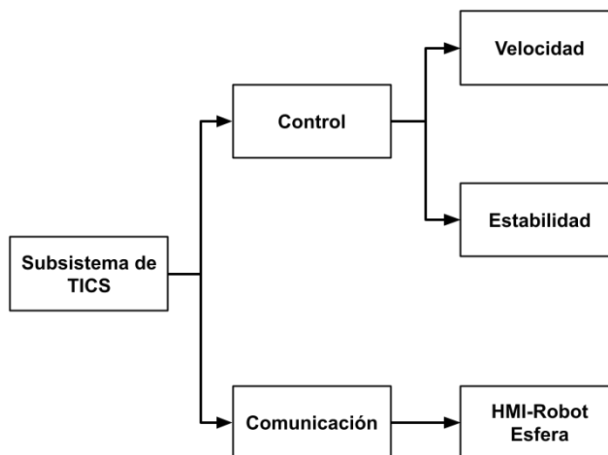 Velocidad
Control
Estabilidad
Subsistema de
TICS
Comunicación
HMI-Robot
Esfera